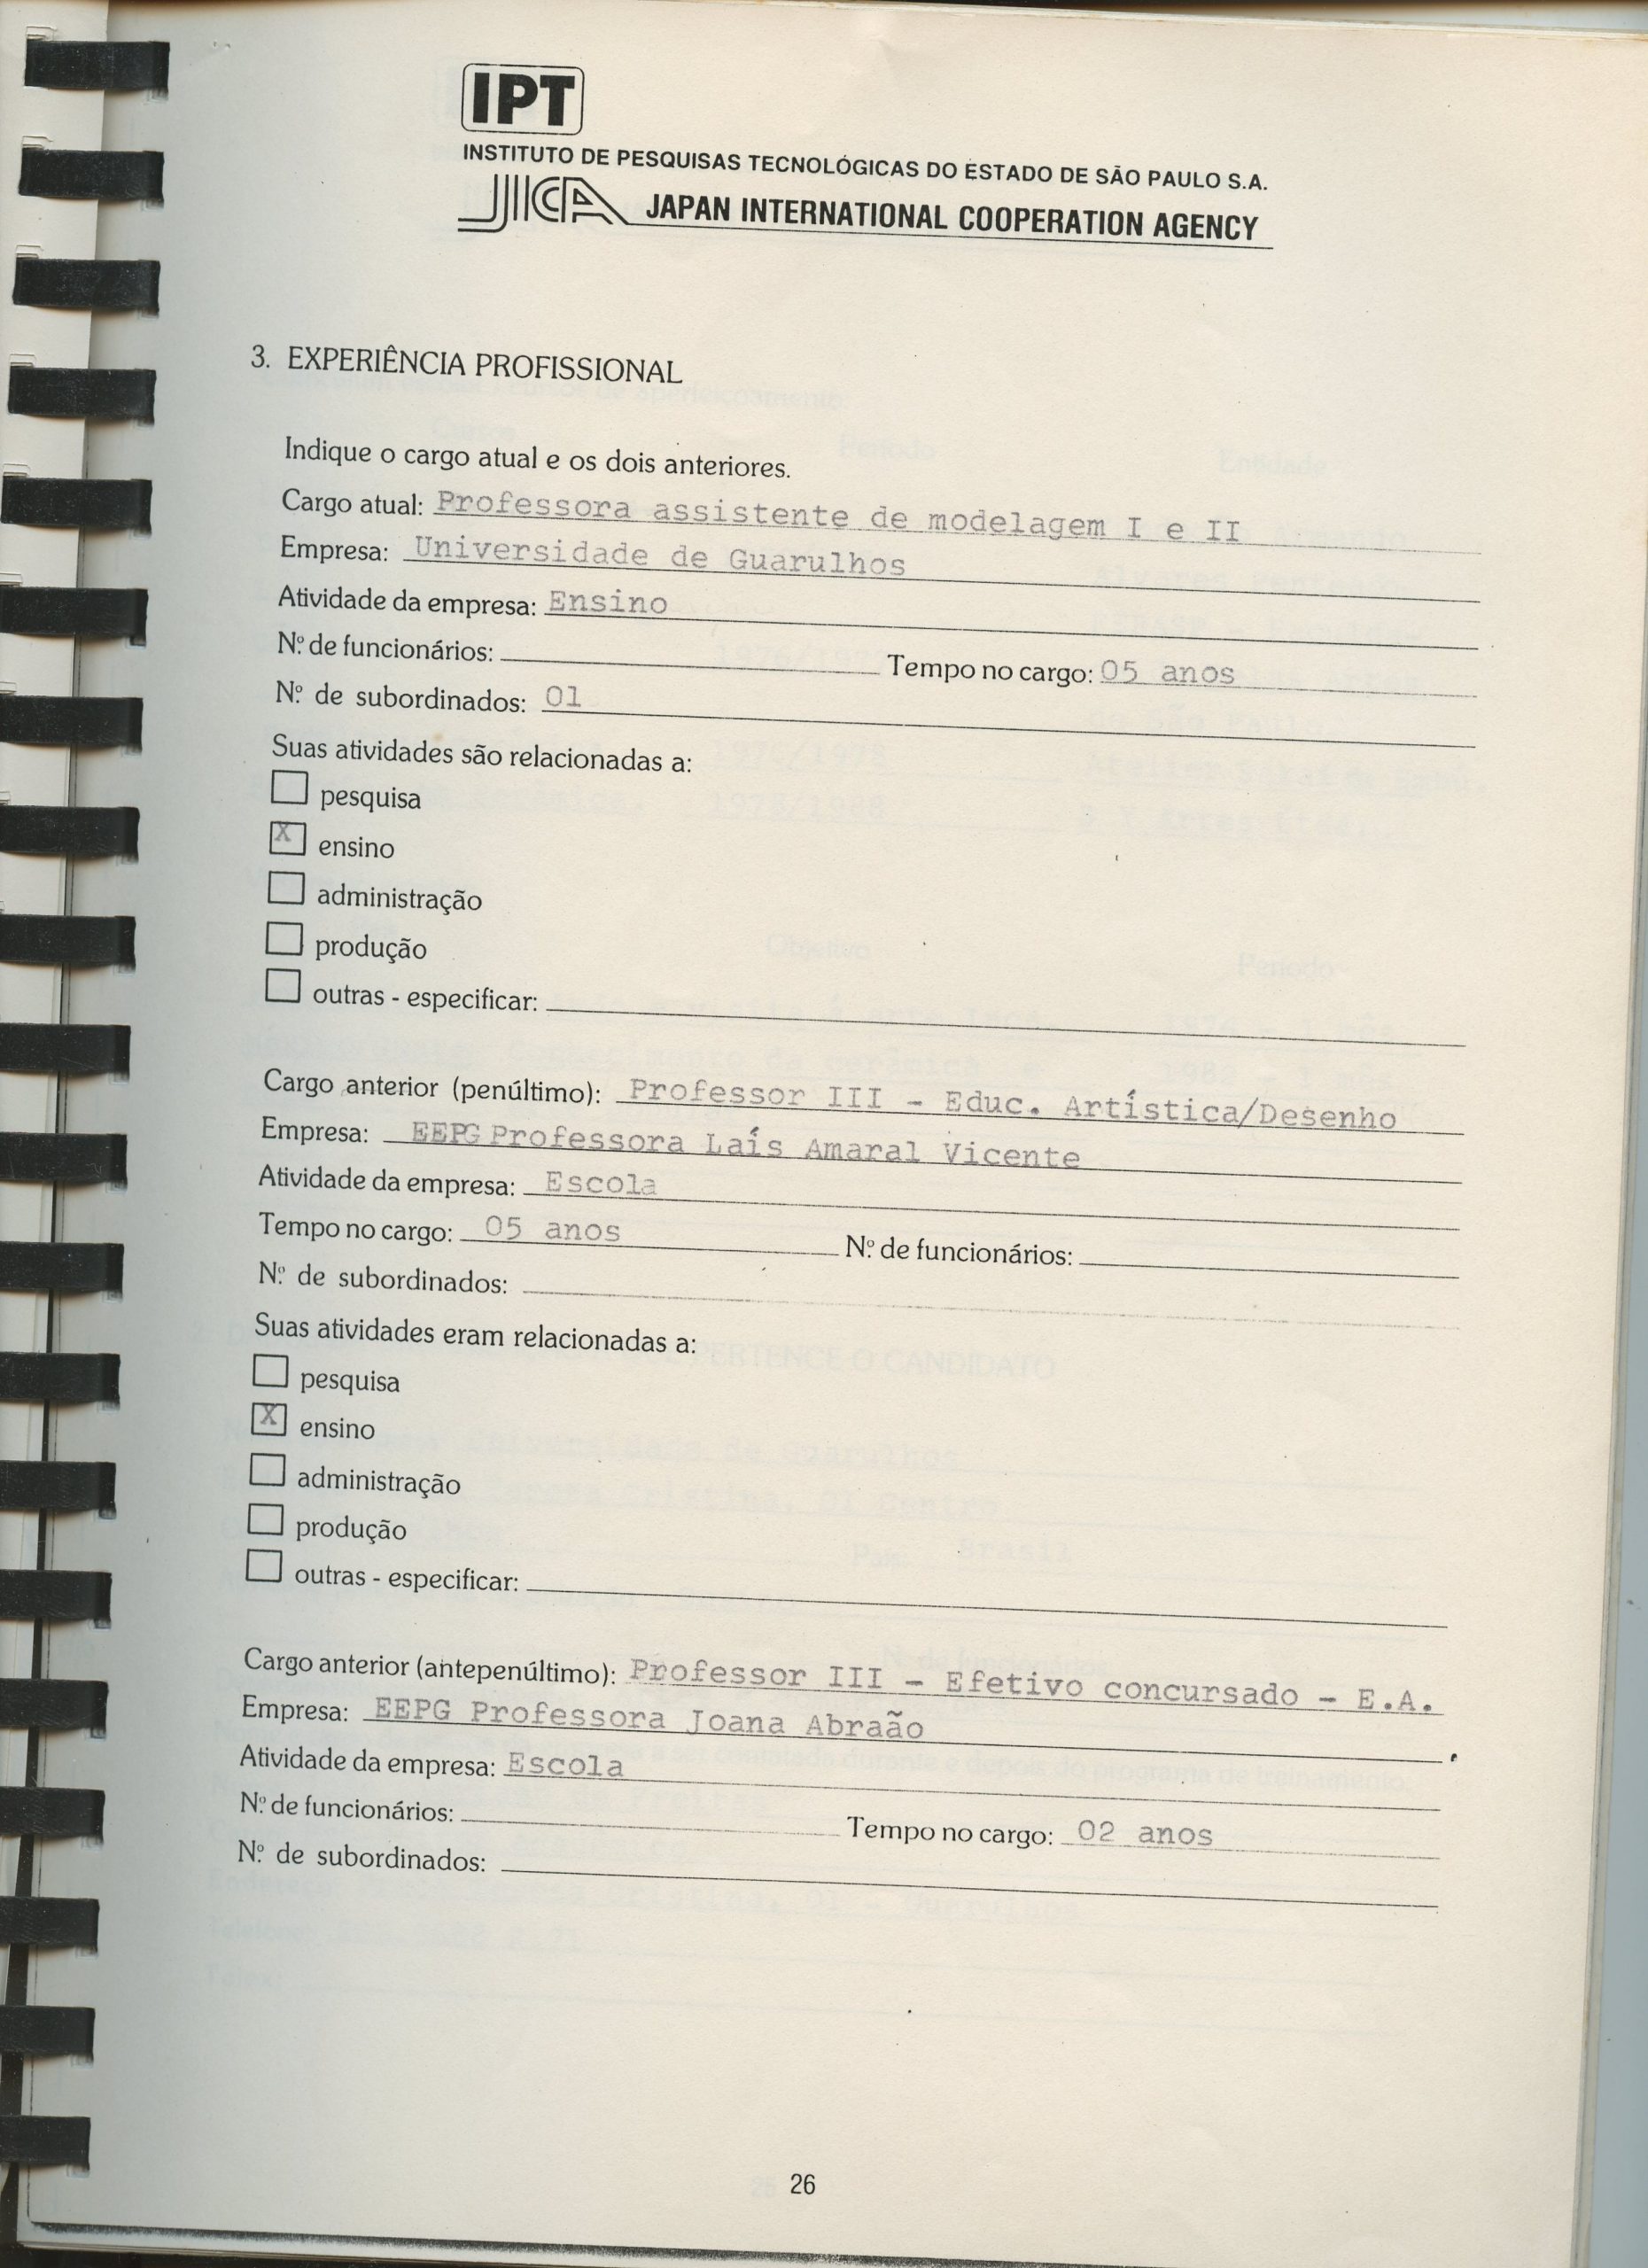 IPT
INSTITUTO DE PESQUISAS TECNOLÓGICAS DO ESTADO DE SÃO PAULO S.A.
JICA JAPAN INTERNATIONAL COOPERATION AGENCY
3. EXPERIÊNCIA PROFISSIONAL
Indique o cargo atual e os dois anteriores.
Cargo atual: Professora assistente de modelagem I e II
Empresa: Universidade de Guarulhos
Atividade da empresa: Ensino
Nº de funcionários: Tempo no cargo: 05 anos
Nº de subordinados: 01
Suas atividades são relacionadas a:
pesquisa
X ensino
administração
produção
outras - especificar:
Cargo anterior (penúltimo): Professor III - Educ. Artística/Desenho
Empresa: EEPG Professora Laís Amaral Vicente
Atividade da empresa: Escola
Tempo no cargo: 05 anos Nº de funcionários:
Nº de subordinados:
Suas atividades eram relacionadas a:
pesquisa
X ensino
administração
produção
outras - especificar:
Cargo anterior (antepenúltimo): Professor III - Efetivo concursado - E.A.
Empresa: EEPG Professora Joana Abraão
Atividade da empresa: Escola
Nº de funcionários: Tempo no cargo: 02 anos
Nº de subordinados:
26